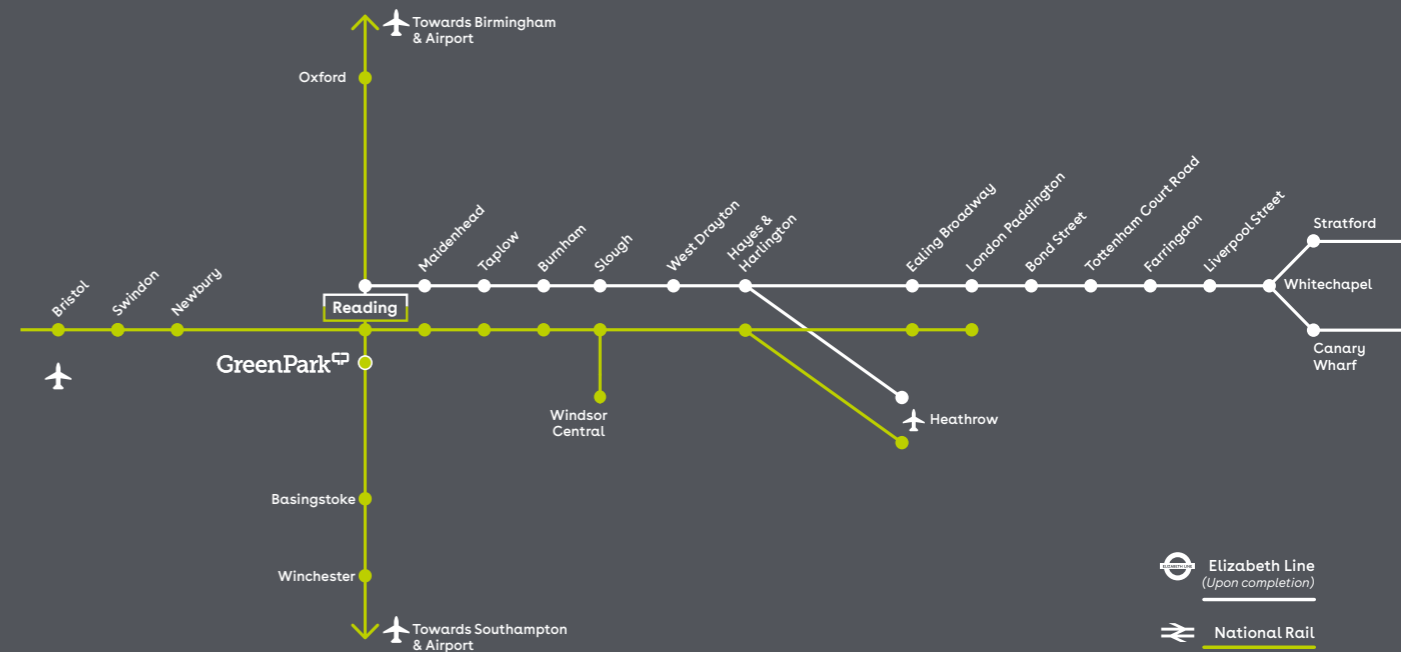 Towards Birmingham
& Airport
Oxford
Maidenhead
Taplow
Burnham
Slough
West Drayton
Hayes &
Harlington
Ealing Broadway
London Paddington
Bond Street
Tottenham Court Road
Farringdon
Liverpool Street
Stratford
Whitechapel
Canary
Wharf
Bristol
Swindon
Newbury
Reading
GreenPark
Windsor
Central
Heathrow
Basingstoke
Winchester
Towards Southampton
& Airport
ELIZABETH LINE
Elizabeth Line
(Upon completion)
National Rail